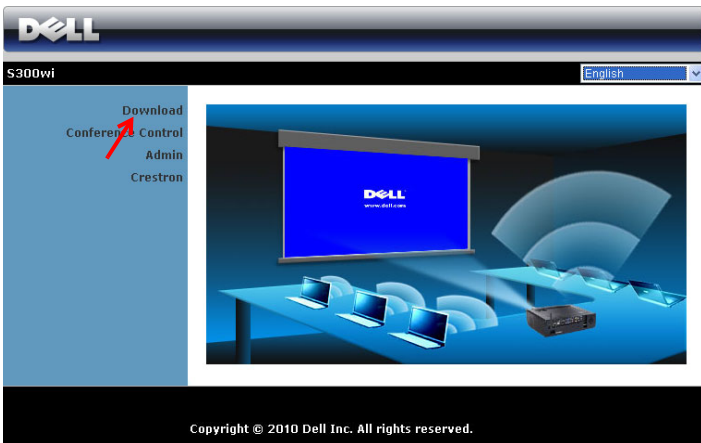 DELL
S300wi
English
Download
Conference Control
Admin
Crestron
DELL
www.dell.com
Copyright © 2010 Dell Inc. All rights reserved.